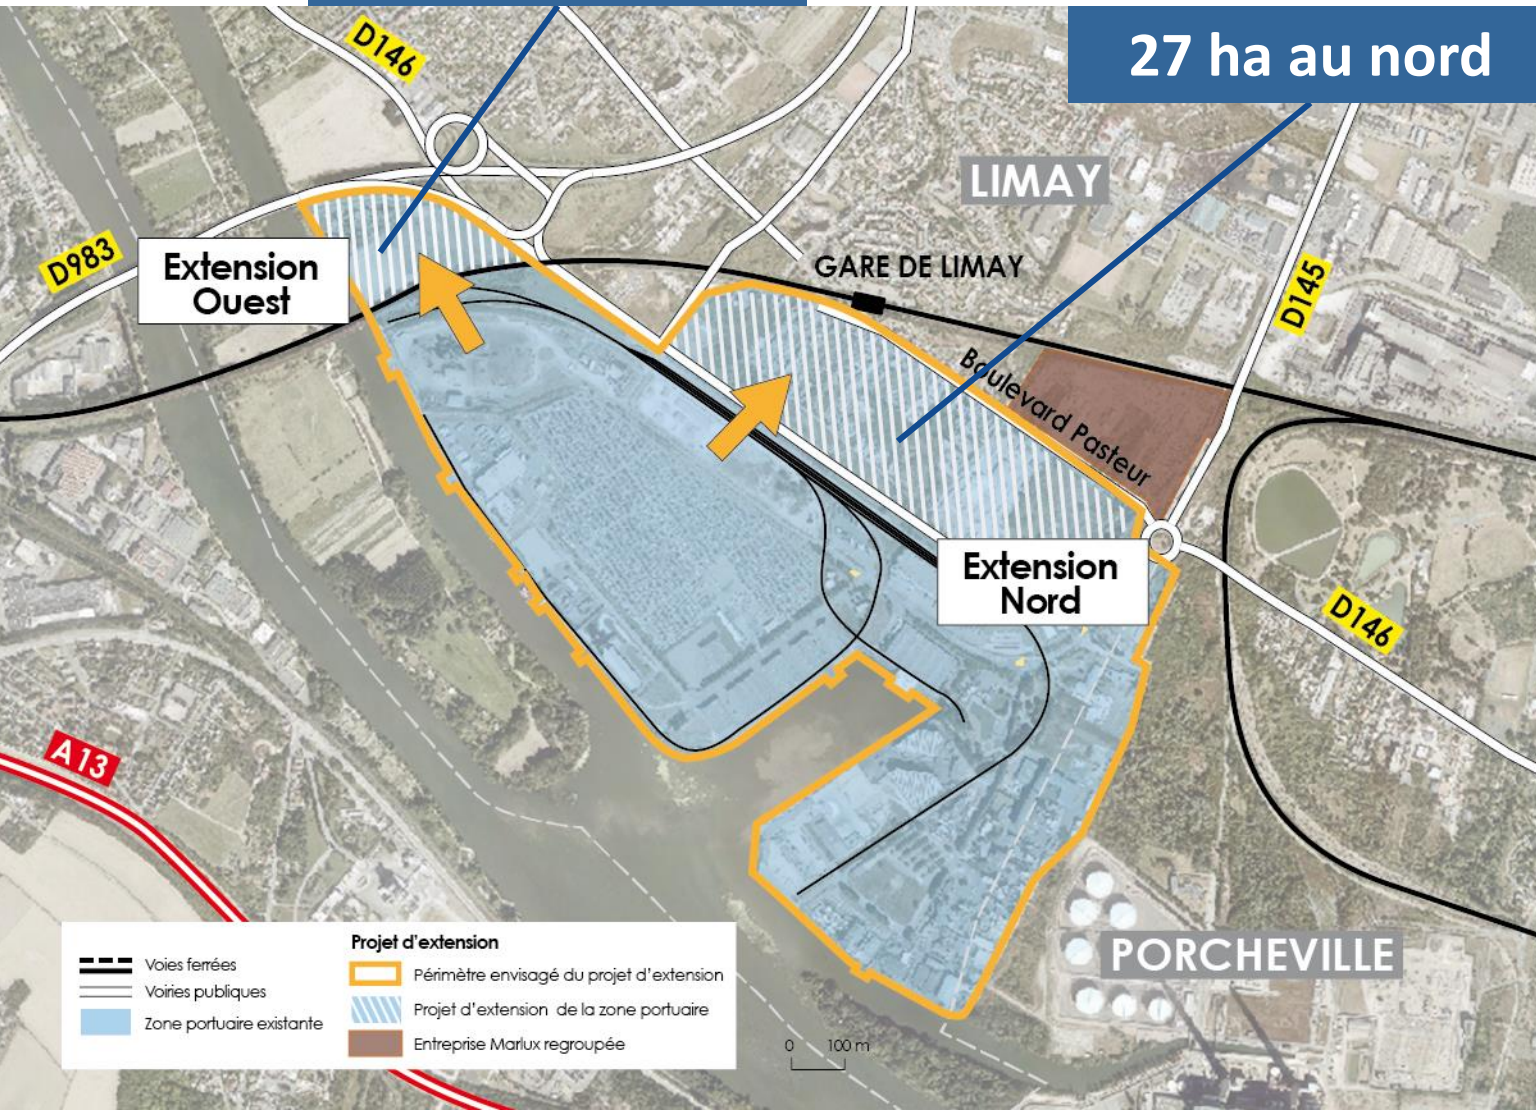 27 ha au nord
D146
LIMAY
D983
Extension
Ouest
GARE DE LIMAY
D145
Boulevard Pasteur
Extension
Nord
D146
A13
PORCHEVILLE
Voies ferrées
Voiries publiques
Zone portuaire existante
Projet d'extension
Périmètre envisagé du projet d'extension
Projet d'extension de la zone portuaire
Entreprise Marlux regroupée
0 100 m